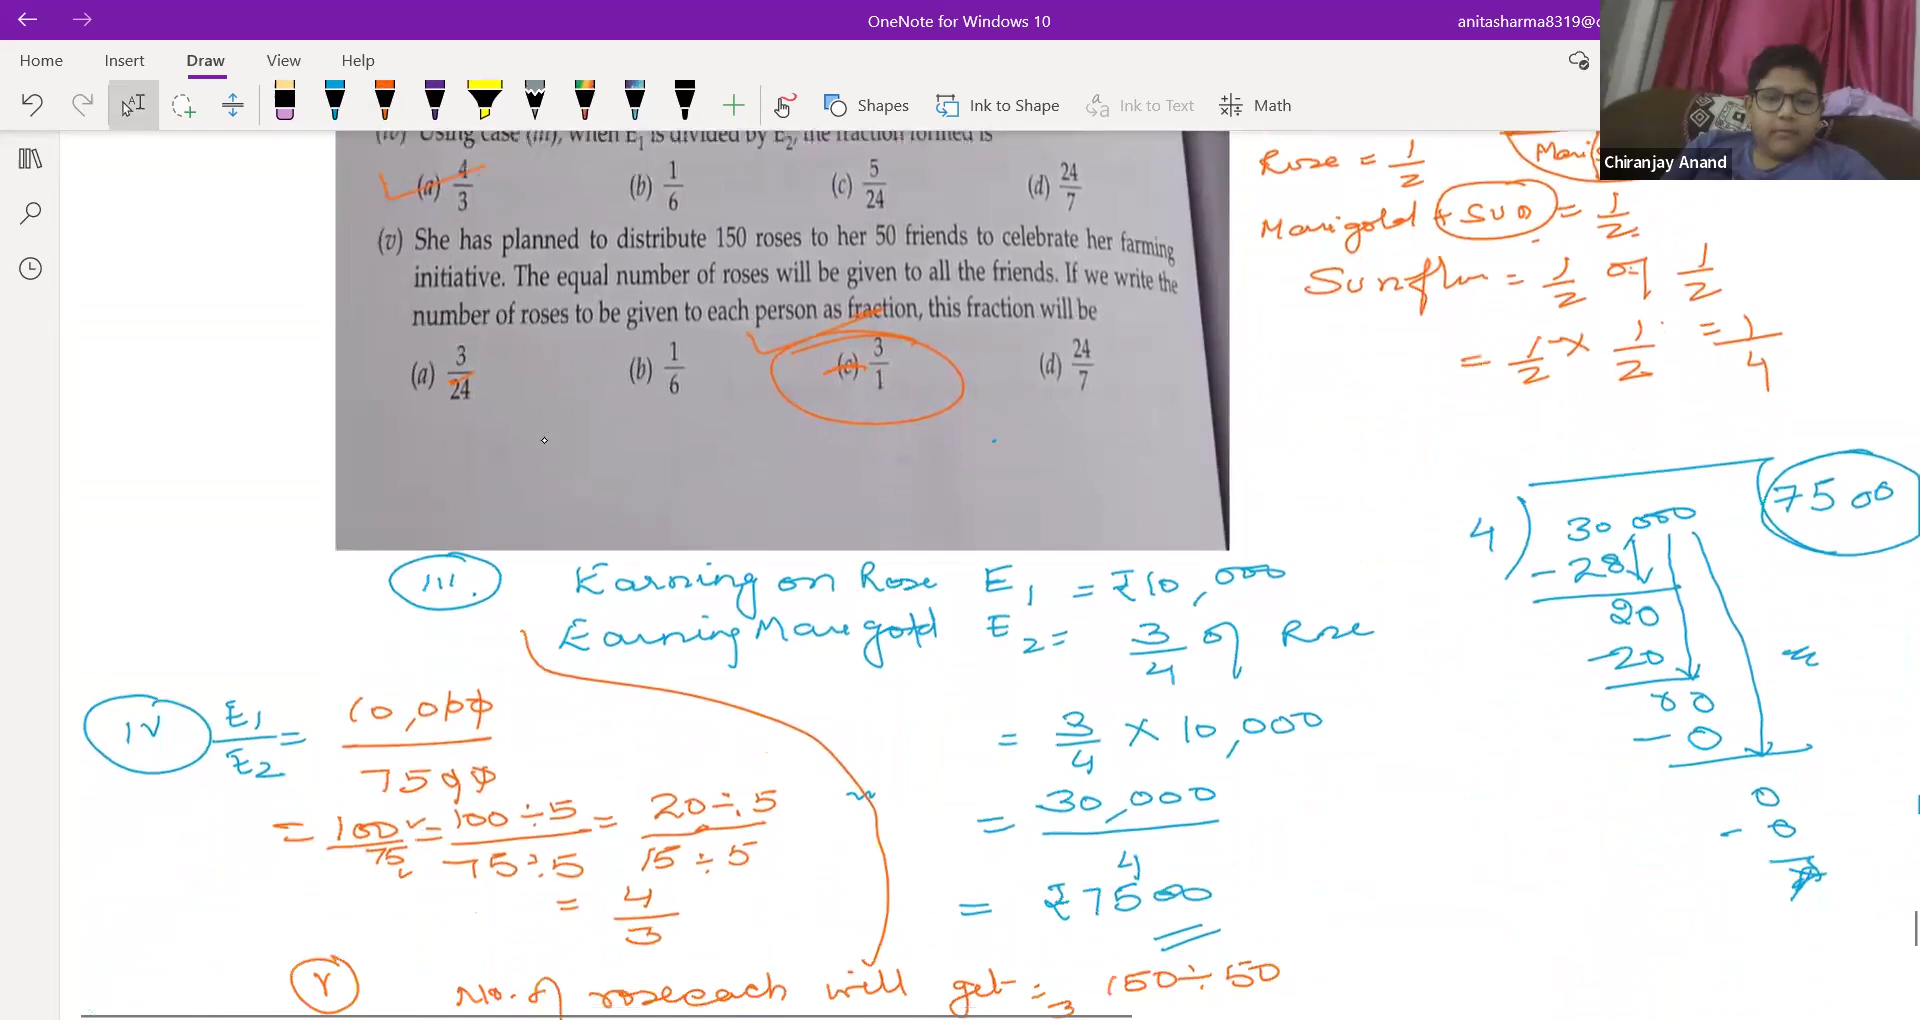 OneNote for Windows 10
anitasharma8319@
Home Insert Draw View Help
Shapes Ink to Shape Ink to Text Math
Chiranjay Anand
(iv) Using case (iii), when E₁ is divided by E₂, the fraction formed is
(a) 4/3 (b) 1/6 (c) 5/24 (d) 24/7
(v) She has planned to distribute 150 roses to her 50 friends to celebrate her farming
initiative. The equal number of roses will be given to all the friends. If we write the
number of roses to be given to each person as fraction, this fraction will be
(a) 3/24 (b) 1/6 (c) 3/1 (d) 24/7
Rose = 1/2
Marigold + Sun = 1/2
Sunflw = 1/2 of 1/2
= 1/2 × 1/2 = 1/4
7500
4 ) 30000
- 28
20
- 20
00
- 0
0
- 0
III. Earning on Rose E₁ = ₹10,000
Earning Marigold E₂ = 3/4 of Rose
= 3/4 × 10,000
= 30,000/4
= ₹7500
IV E₁/E₂ = 10,000/7500
= 100/75 = 100÷5/75÷5 = 20÷5/15÷5
= 4/3
V No. of rose each will get = 150÷50
3